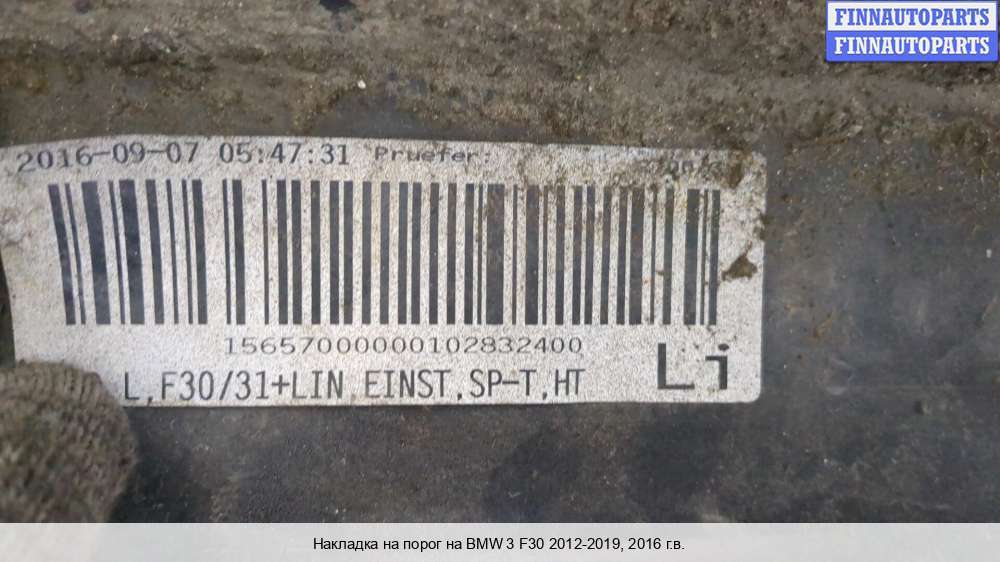 FINNAUTOPARTS
FINNAUTOPARTS
2016-09-07 05:47:31 Pruefer:
15657000000102832400
L,F30/31+LIN EINST,SP-T,HT
Li
Накладка на порог на BMW 3 F30 2012-2019, 2016 г.в.